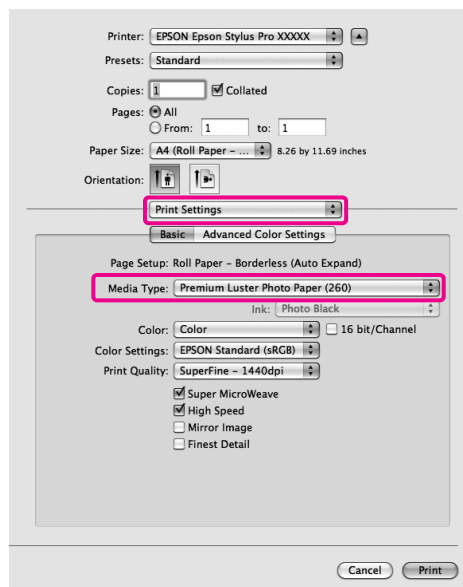 Printer: EPSON Epson Stylus Pro XXXXX
Presets: Standard
Copies: 1 Collated
Pages: All
From: 1 to: 1
Paper Size: A4 (Roll Paper – ... 8.26 by 11.69 inches
Orientation:
Print Settings
Basic Advanced Color Settings
Page Setup: Roll Paper – Borderless (Auto Expand)
Media Type: Premium Luster Photo Paper (260)
Ink: Photo Black
Color: Color 16 bit/Channel
Color Settings: EPSON Standard (sRGB)
Print Quality: SuperFine – 1440dpi
Super MicroWeave
High Speed
Mirror Image
Finest Detail
Cancel Print